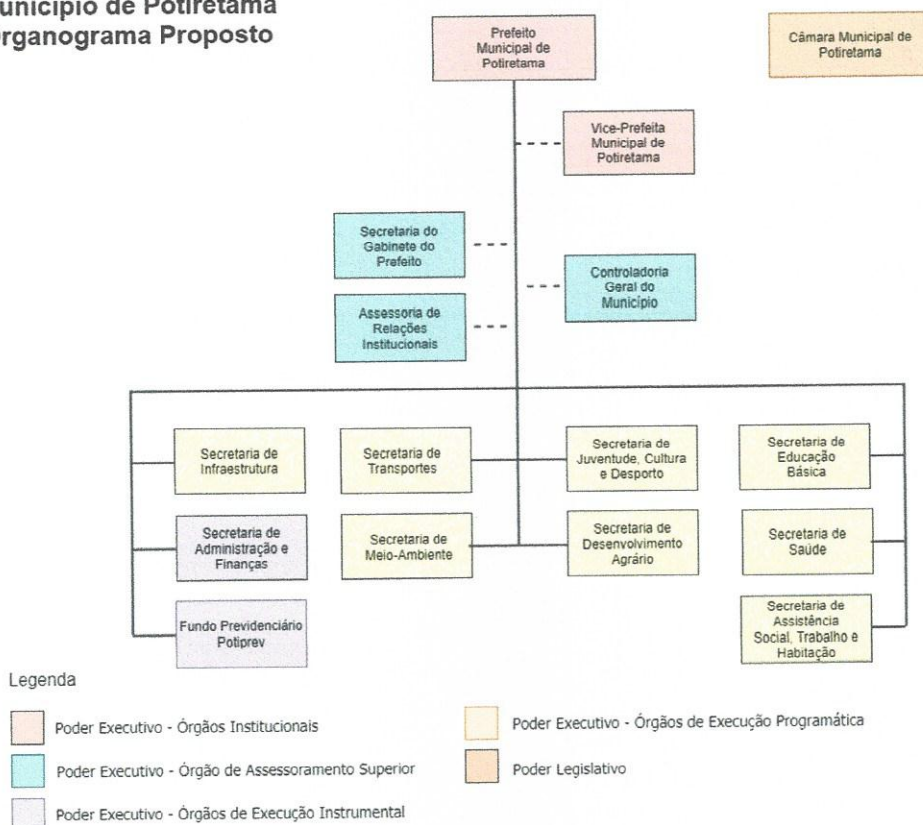 unicípio de Potiretama
rganograma Proposto
Prefeito
Municipal de
Potiretama
Câmara Municipal de
Potiretama
Vice-Prefeita
Municipal de
Potiretama
Secretaria do
Gabinete do
Prefeito
Controladoria
Geral do
Município
Assessoria de
Relações
Institucionais
Secretaria de
Infraestrutura
Secretaria de
Transportes
Secretaria de
Juventude, Cultura
e Desporto
Secretaria de
Educação
Básica
Secretaria de
Administração e
Finanças
Secretaria de
Meio-Ambiente
Secretaria de
Desenvolvimento
Agrário
Secretaria de
Saúde
Fundo Previdenciário
Potiprev
Secretaria de
Assistência
Social, Trabalho e
Habitação
Legenda
Poder Executivo - Órgãos Institucionais
Poder Executivo - Órgão de Assessoramento Superior
Poder Executivo - Órgãos de Execução Instrumental
Poder Executivo - Órgãos de Execução Programática
Poder Legislativo